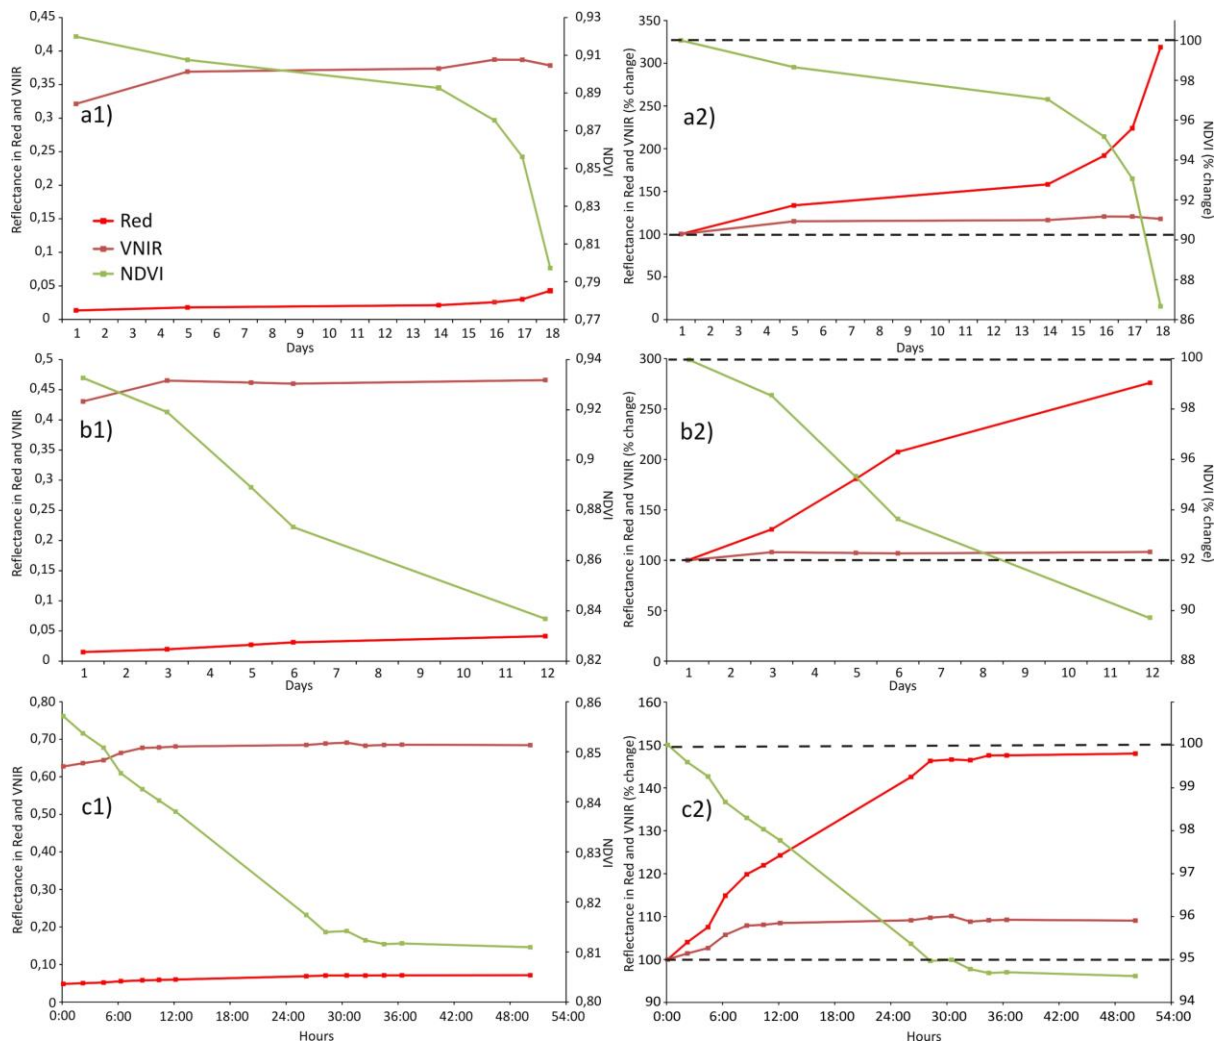 Reflectance in Red and VNIR
0,45
0,4
0,35
0,3
0,25
0,2
0,15
0,1
0,05
0
a1)
Red
VNIR
NDVI
0,93
0,91
0,89
0,87
0,85
0,83
0,81
0,79
0,77
NDVI
1 2 3 4 5 6 7 8 9 10 11 12 13 14 15 16 17 18
Days
Reflectance in Red and VNIR (% change)
350
300
250
200
150
100
50
0
a2)
100
98
96
94
92
90
88
86
NDVI (% change)
1 2 3 4 5 6 7 8 9 10 11 12 13 14 15 16 17 18
Days
Reflectance in Red and VNIR
0,5
0,45
0,4
0,35
0,3
0,25
0,2
0,15
0,1
0,05
0
b1)
0,94
0,92
0,9
0,88
0,86
0,84
0,82
NDVI
1 2 3 4 5 6 7 8 9 10 11 12
Days
Reflectance in Red and VNIR (% change)
300
250
200
150
100
50
0
b2)
100
98
96
94
92
90
88
NDVI (% change)
1 2 3 4 5 6 7 8 9 10 11 12
Days
Reflectance in Red and VNIR
0,80
0,70
0,60
0,50
0,40
0,30
0,20
0,10
0
c1)
0,86
0,85
0,84
0,83
0,82
0,81
0,80
NDVI
0:00 6:00 12:00 18:00 24:00 30:00 36:00 42:00 48:00 54:00
Hours
Reflectance in Red and VNIR (% change)
160
150
140
130
120
110
100
90
c2)
100
99
98
97
96
95
94
NDVI (% change)
0:00 6:00 12:00 18:00 24:00 30:00 36:00 42:00 48:00 54:00
Hours